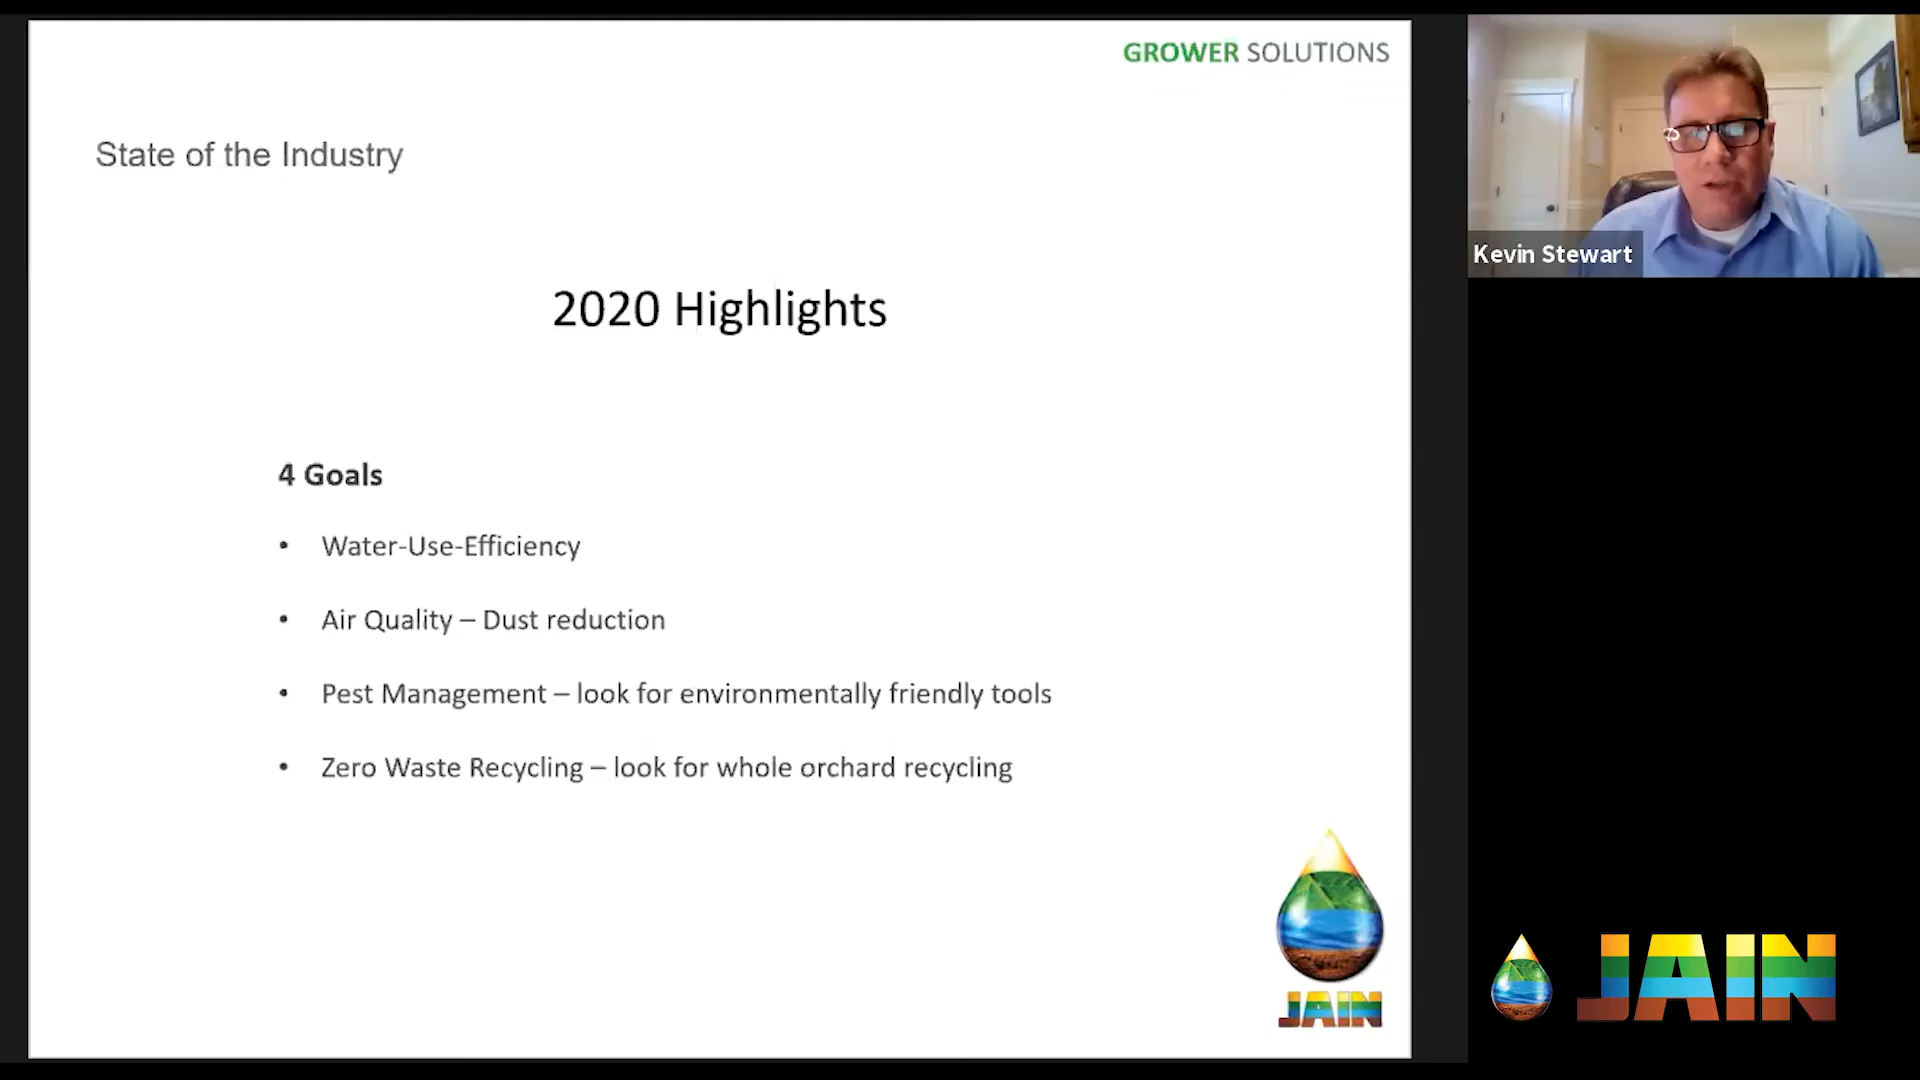 GROWER SOLUTIONS
State of the Industry
2020 Highlights
4 Goals
• Water-Use-Efficiency
• Air Quality – Dust reduction
• Pest Management – look for environmentally friendly tools
• Zero Waste Recycling – look for whole orchard recycling
JAIN
Kevin Stewart
JAIN